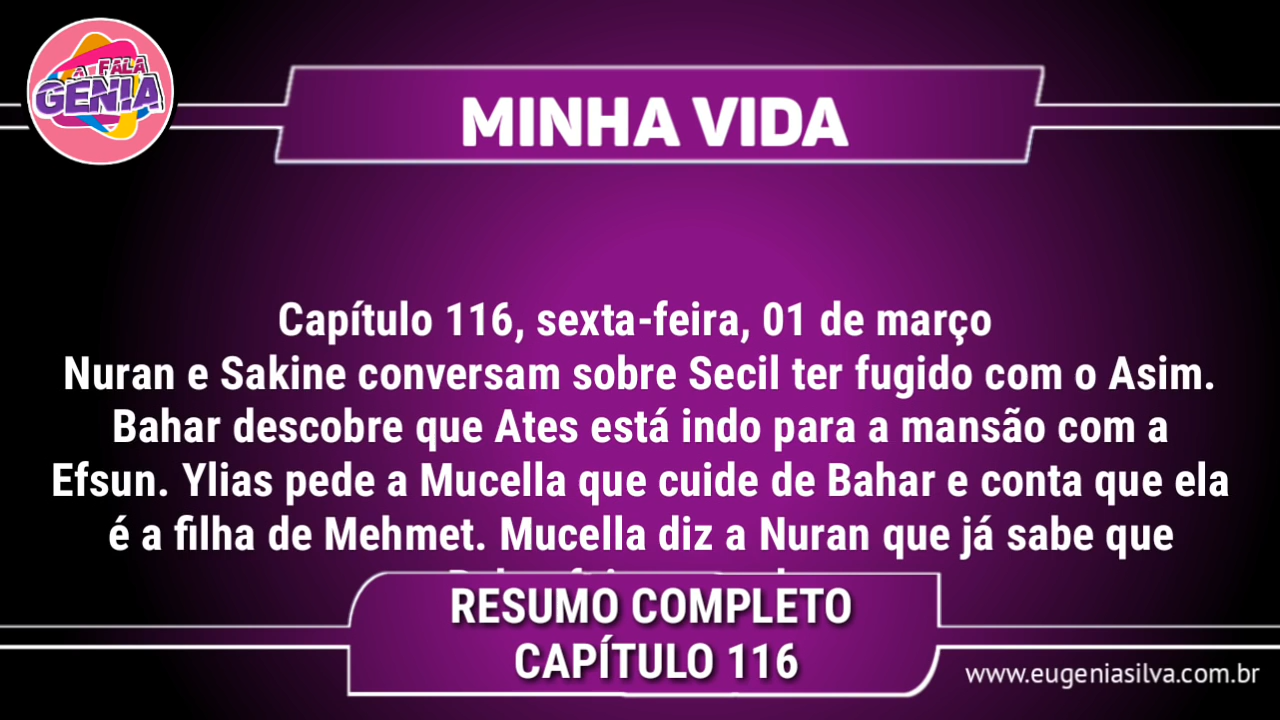 A FALA
GENIA
MINHA VIDA
Capítulo 116, sexta-feira, 01 de março
Nuran e Sakine conversam sobre Secil ter fugido com o Asim.
Bahar descobre que Ates está indo para a mansão com a
Efsun. Ylias pede a Mucella que cuide de Bahar e conta que ela
é a filha de Mehmet. Mucella diz a Nuran que já sabe que
RESUMO COMPLETO
CAPÍTULO 116
www.eugeniasilva.com.br